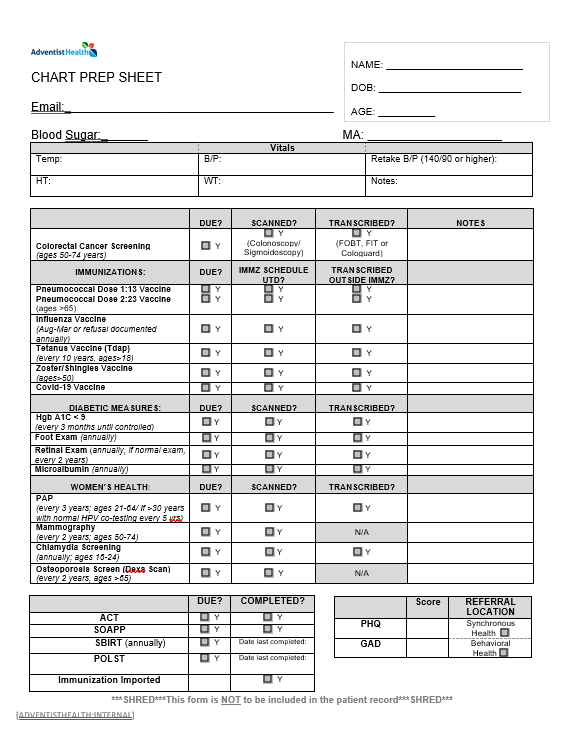 AdventistHealth
CHART PREP SHEET
NAME:
DOB:
AGE:
Email:
Blood Sugar:
MA:
Vitals
Temp: B/P: Retake B/P (140/90 or higher):
HT: WT: Notes:
DUE? SCANNED? TRANSCRIBED? NOTES
Colorectal Cancer Screening
(ages 50-74 years)
Y
Y
(Colonoscopy/
Sigmoidoscopy)
Y
(FOBT, FIT or
Cologuard)
IMMUNIZATIONS: DUE? IMMZ SCHEDULE
UTD?
TRANSCRIBED
OUTSIDE IMMZ?
Pneumococcal Dose 1:13 Vaccine Y Y Y
Pneumococcal Dose 2:23 Vaccine Y Y Y
(ages >65)
Influenza Vaccine
(Aug-Mar or refusal documented Y Y Y
annually)
Tetanus Vaccine (Tdap)
(every 10 years, ages>18) Y Y Y
Zoster/Shingles Vaccine
(ages>50) Y Y Y
Covid-19 Vaccine Y Y Y
DIABETIC MEASURES: DUE? SCANNED? TRANSCRIBED?
Hgb A1C < 9
(every 3 months until controlled) Y Y Y
Foot Exam (annually) Y Y Y
Retinal Exam (annually, if normal exam,
every 2 years) Y Y Y
Microalbumin (annually) Y Y Y
WOMEN'S HEALTH: DUE? SCANNED? TRANSCRIBED?
PAP
(every 3 years; ages 21-64/ if >30 years Y Y Y
with normal HPV co-testing every 5 yrs)
Mammography
(every 2 years; ages 50-74) Y Y N/A
Chlamydia Screening
(annually; ages 16-24) Y Y Y
Osteoporosis Screen (Dexa Scan)
(every 2 years, ages >65) Y Y N/A
DUE? COMPLETED?
ACT Y Y
SOAPP Y Y
SBIRT (annually) Y Date last completed:
POLST Y Date last completed:
Immunization Imported Y
Score REFERRAL
LOCATION
PHQ Synchronous
Health
GAD Behavioral
Health
***SHRED***This form is NOT to be included in the patient record***SHRED***
[ADVENTISTHEALTH:INTERNAL]